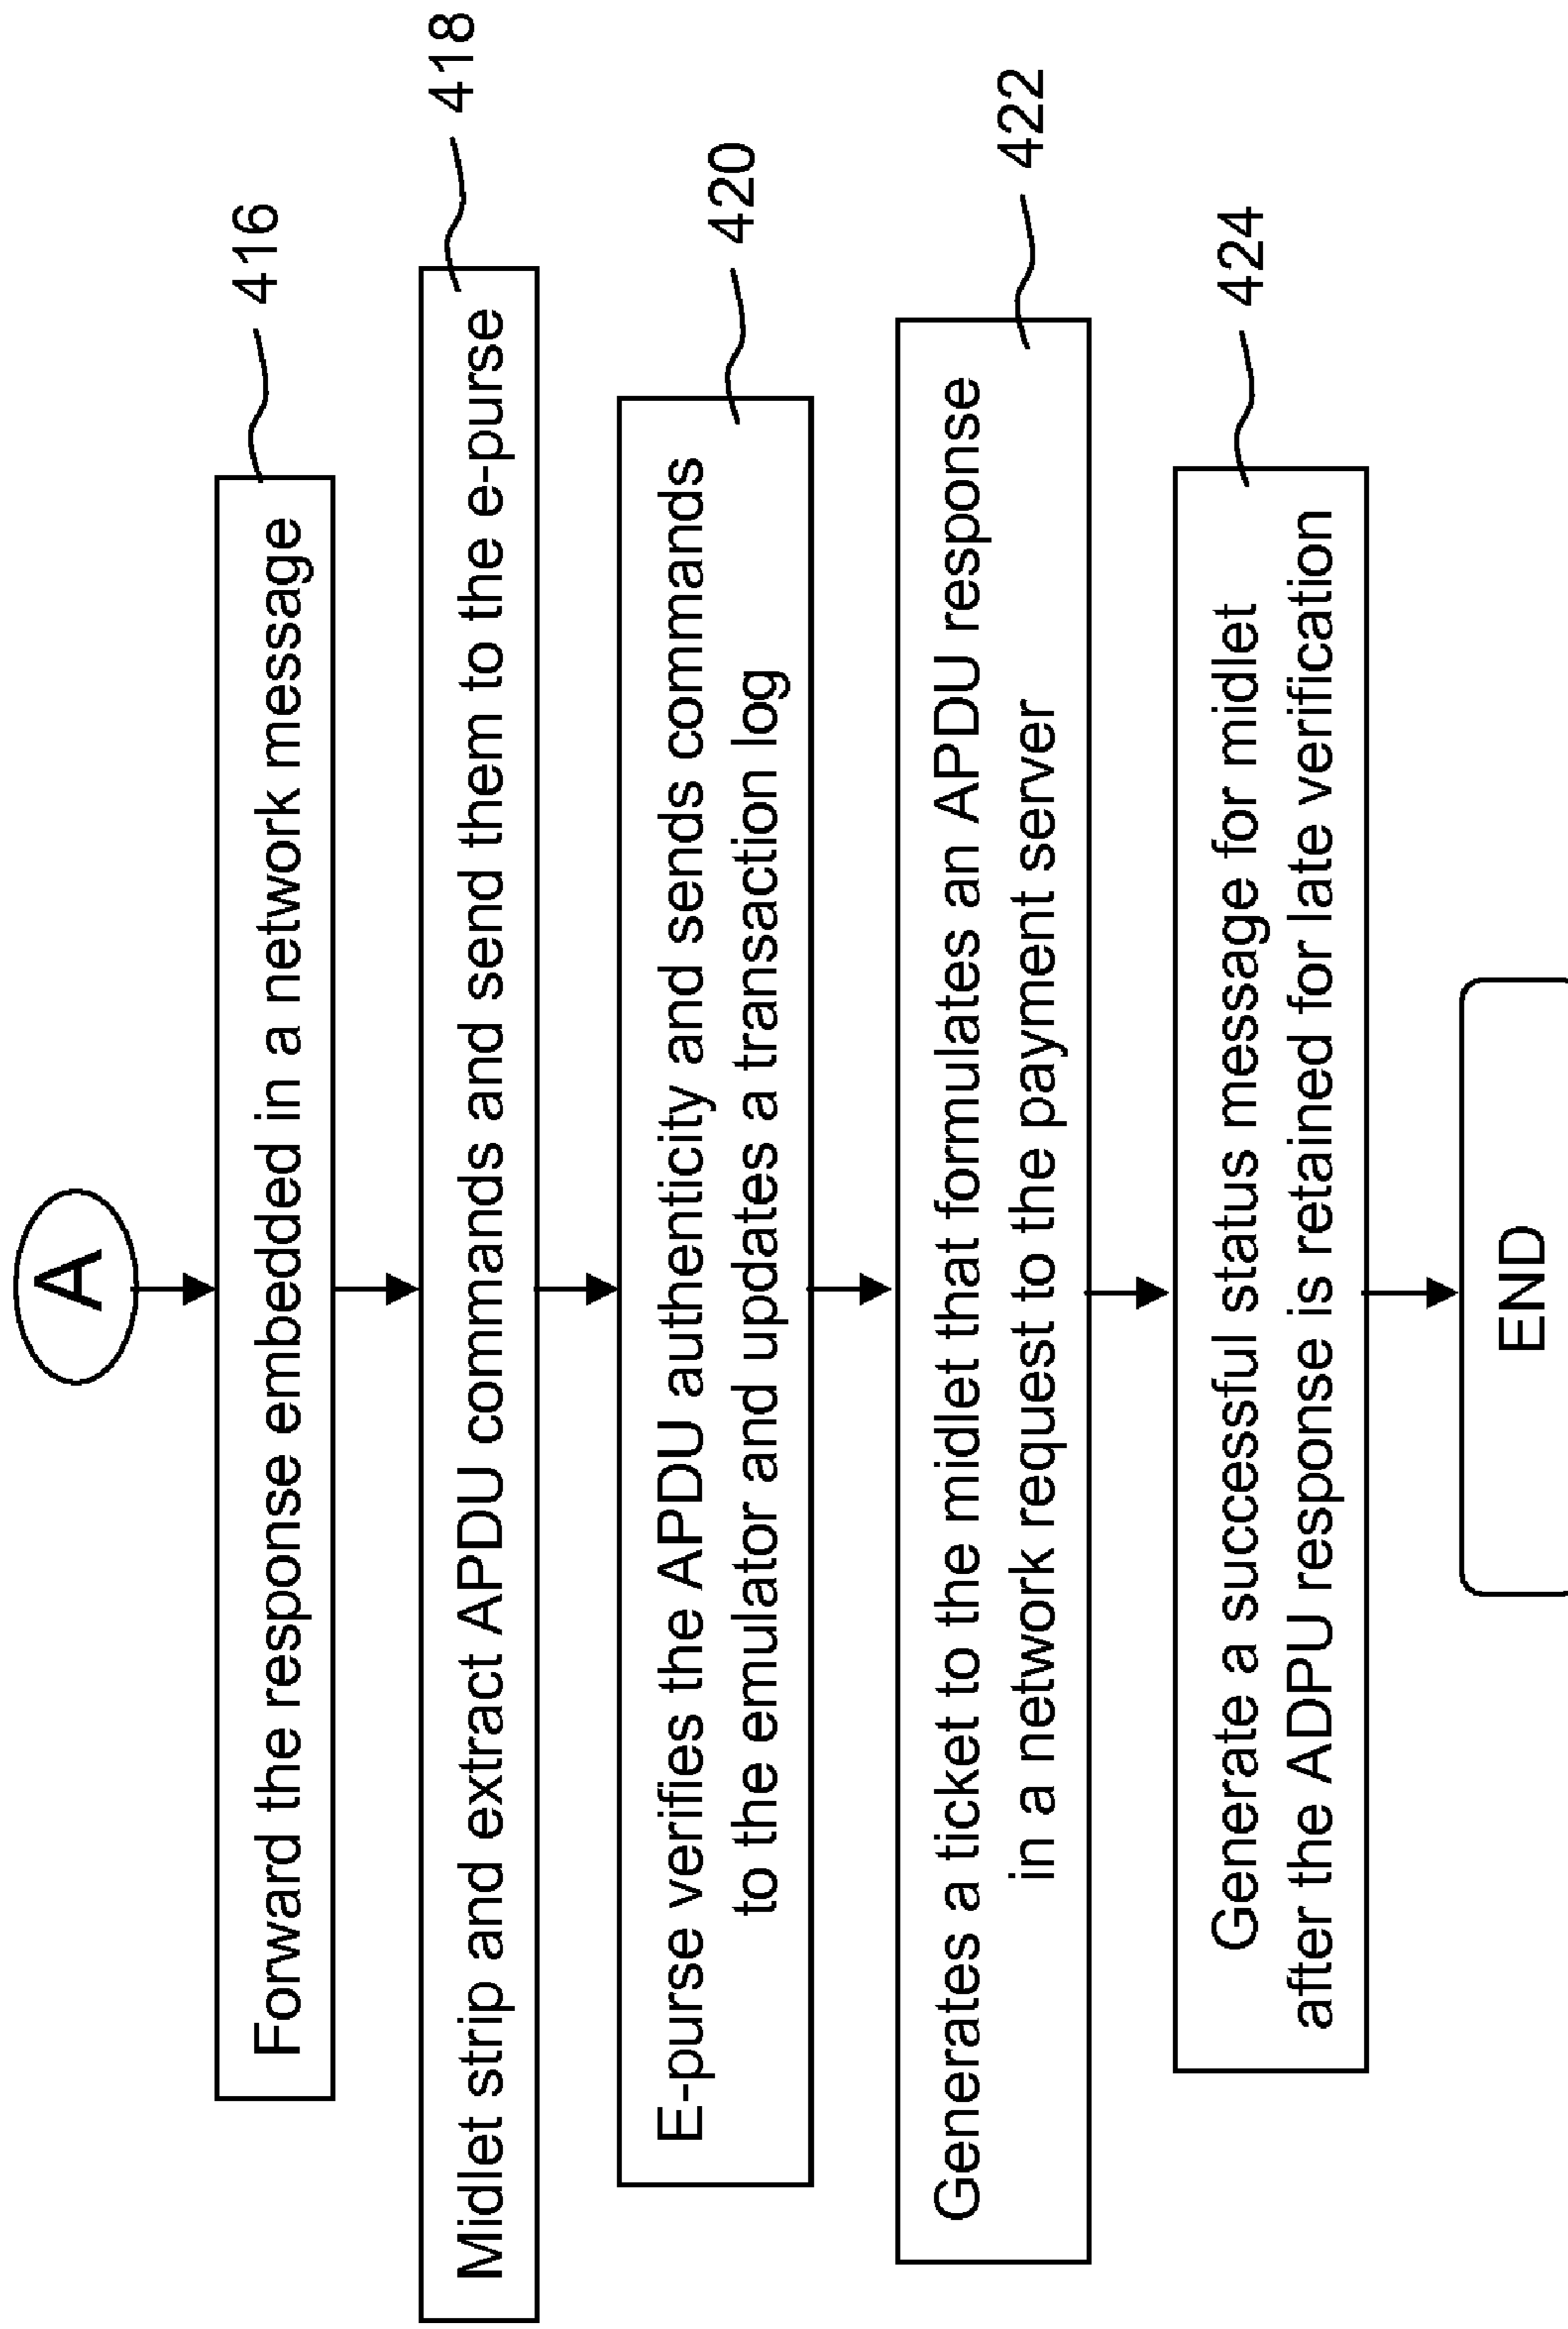 A
Forward the response embedded in a network message
416
Midlet strip and extract APDU commands and send them to the e-purse
418
E-purse verifies the APDU authenticity and sends commands
to the emulator and updates a transaction log
420
Generates a ticket to the midlet that formulates an APDU response
in a network request to the payment server
422
Generate a successful status message for midlet
after the ADPU response is retained for late verification
424
END